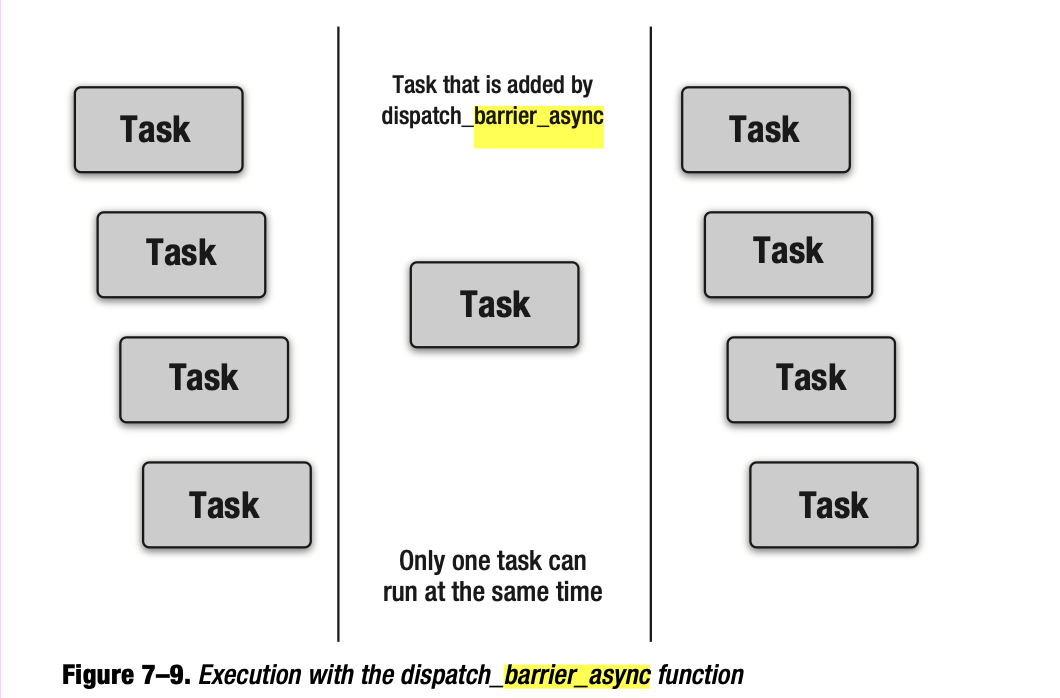 Task
Task
Task
Task
Task that is added by
dispatch_barrier_async
Task
Only one task can
run at the same time
Task
Task
Task
Task
Figure 7–9. Execution with the dispatch_barrier_async function